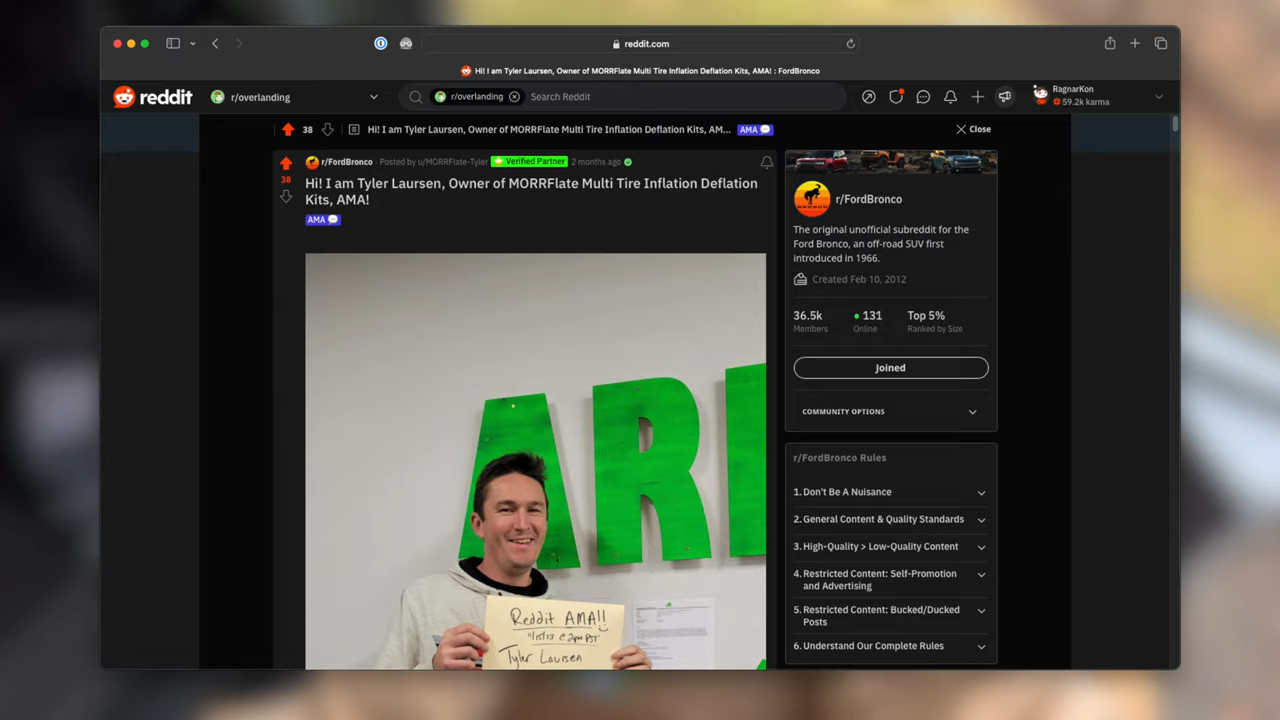 reddit.com
Hi! I am Tyler Laursen, Owner of MORRFlate Multi Tire Inflation Deflation Kits, AMA! : FordBronco
reddit
r/overlanding
r/overlanding
Search Reddit
RagnarKon
59.2k karma
38
Hi! I am Tyler Laursen, Owner of MORRFlate Multi Tire Inflation Deflation Kits, AM...
AMA
Close
r/FordBronco · Posted by u/MORRFlate-Tyler Verified Partner 2 months ago
38
Hi! I am Tyler Laursen, Owner of MORRFlate Multi Tire Inflation Deflation
Kits, AMA!
AMA
AR
Reddit AMA!!
@ 2pm PST
Tyler Laursen
r/FordBronco
The original unofficial subreddit for the
Ford Bronco, an off-road SUV first
introduced in 1966.
Created Feb 10, 2012
36.5k
131
Top 5%
Members
Online
Ranked by Size
Joined
COMMUNITY OPTIONS
r/FordBronco Rules
1. Don't Be A Nuisance
2. General Content & Quality Standards
3. High-Quality > Low-Quality Content
4. Restricted Content: Self-Promotion
and Advertising
5. Restricted Content: Bucked/Ducked
Posts
6. Understand Our Complete Rules